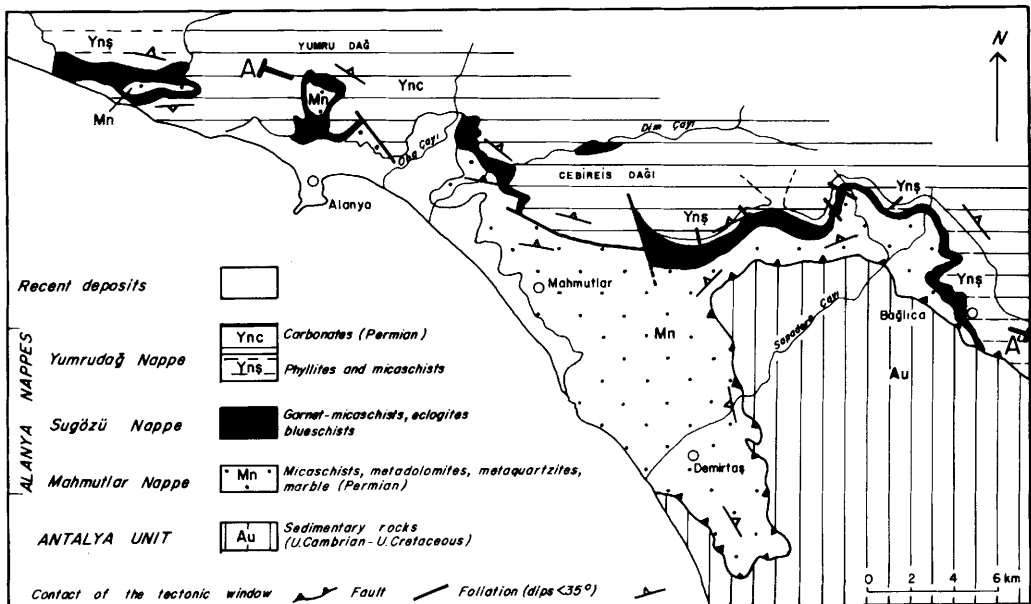 Ynş
YUMRU DAĞ
A
Mn
Ync
Mn
Oba Çayı
Dim Çayı
N
Alanya
CEBİREİS DAĞI
Ynş
Ynş
Mahmutlar
Mn
Sapadere Çayı
Bağlıca
Ynş
A
Au
Demirtaş
Recent deposits
ALANYA NAPPES
Yumrudağ Nappe
Ync Carbonates (Permian)
Ynş Phyllites and micaschists
Sugözü Nappe
Garnet-micaschists, eclogites
blueschists
Mahmutlar Nappe
Mn Micaschists, metadolomites, metaquartzites,
marble (Permian)
ANTALYA UNIT
Au Sedimentary rocks
(U.Cambrian-U.Cretaceous)
Contact of the tectonic window Fault Foliation (dips <35°)
0 2 4 6 km